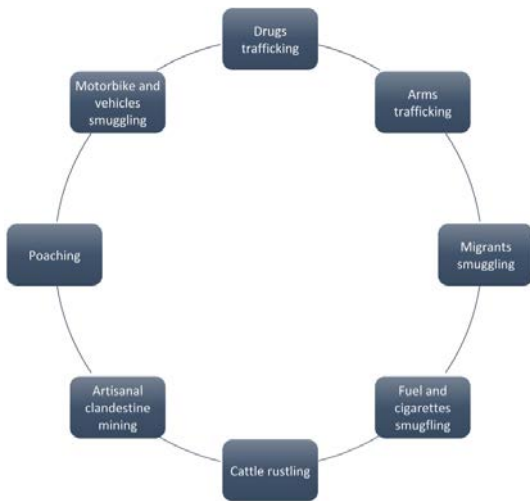 Drugs
trafficking
Arms
trafficking
Migrants
smuggling
Fuel and
cigarettes
smugfling
Cattle rustling
Artisanal
clandestine
mining
Poaching
Motorbike and
vehicles
smuggling